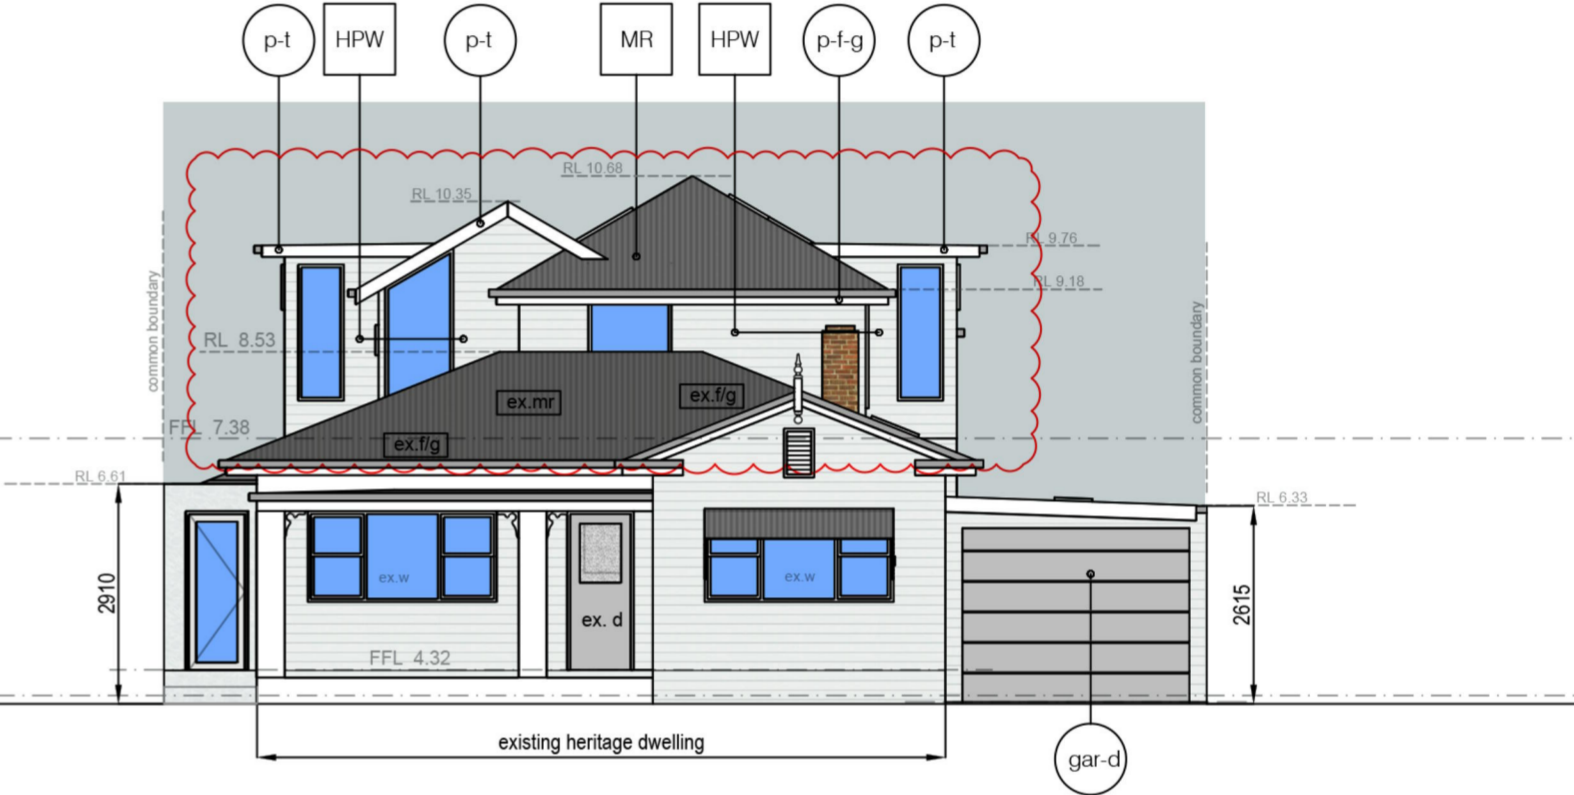 p-t
HPW
p-t
MR
HPW
p-f-g
p-t
RL 10.68
RL 10.35
RL 9.76
RL 9.18
common boundary
RL 8.53
common boundary
ex.mr
ex.f/g
FFL 7.38
ex.f/g
RL 6.61
RL 6.33
2910
ex.w
ex.w
2615
ex. d
FFL 4.32
existing heritage dwelling
gar-d